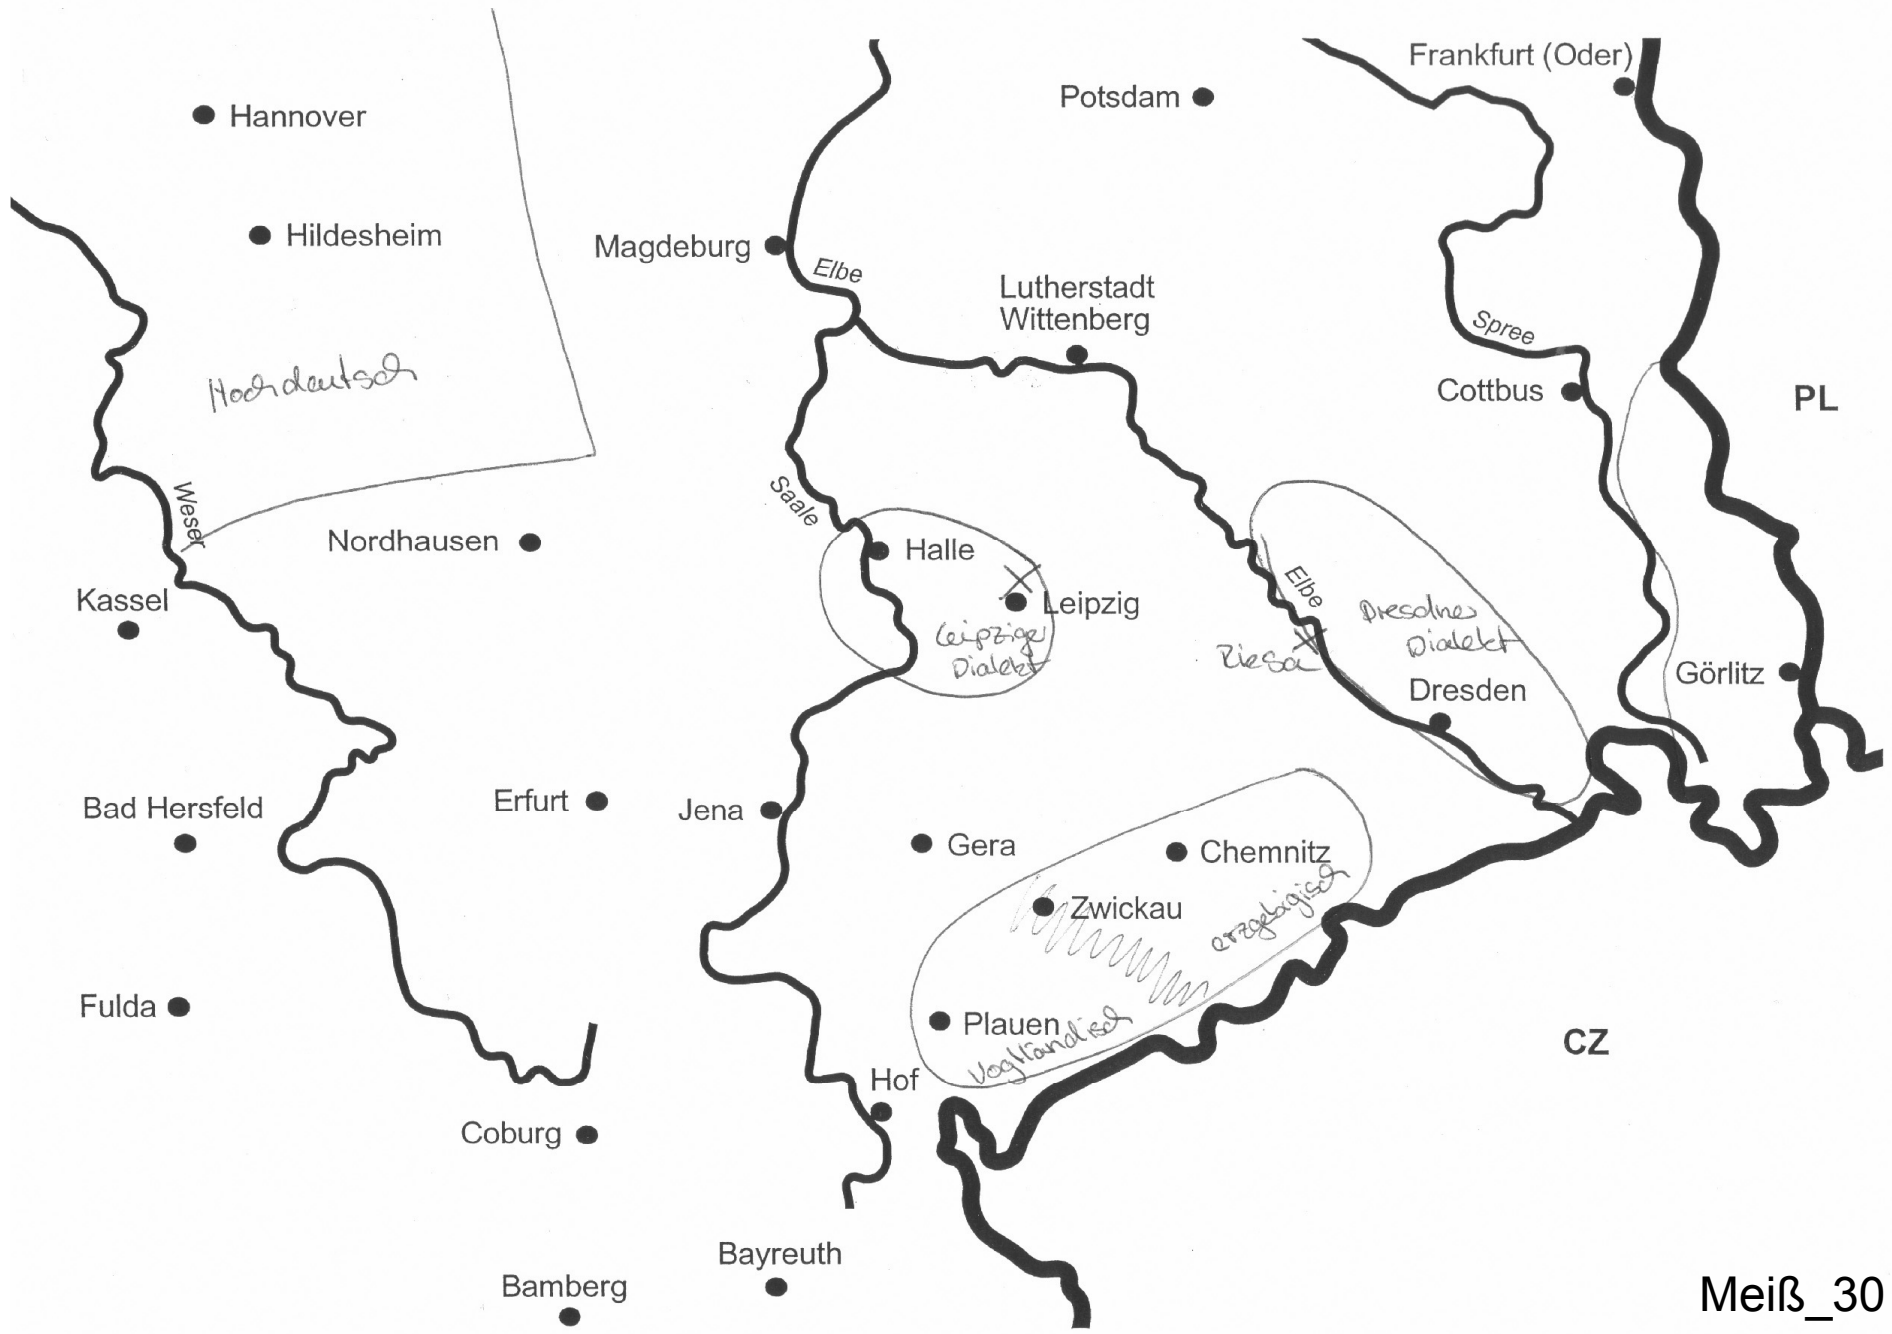 Frankfurt (Oder)
Potsdam
Hannover
Hildesheim
Magdeburg
Elbe
Lutherstadt
Wittenberg
Spree
Hochdeutsch
Cottbus
PL
Weser
Saale
Nordhausen
Halle
Kassel
Leipzig
Elbe
Leipziger
Dialekt
Riesa
Dresdner
Dialekt
Dresden
Görlitz
Bad Hersfeld
Erfurt
Jena
Gera
Chemnitz
Zwickau
erzgebigisch
Fulda
Plauen
Vogtländisch
CZ
Hof
Coburg
Bayreuth
Bamberg
Meiß_30